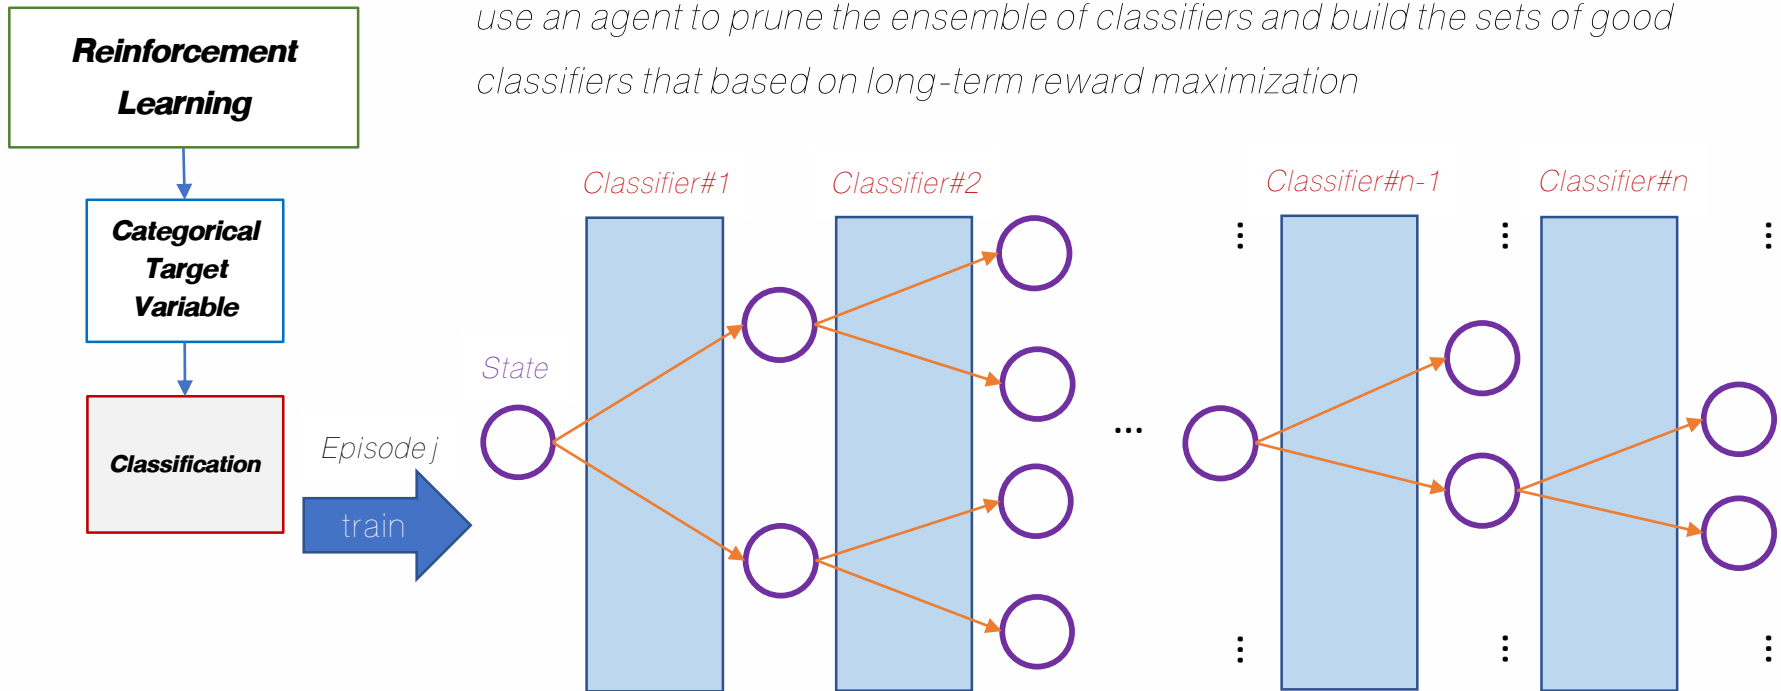 use an agent to prune the ensemble of classifiers and build the sets of good
classifiers that based on long-term reward maximization
Reinforcement
Learning
Categorical
Target
Variable
Classification
Episode j
train
State
Classifier#1
Classifier#2
...
Classifier#n-1
Classifier#n